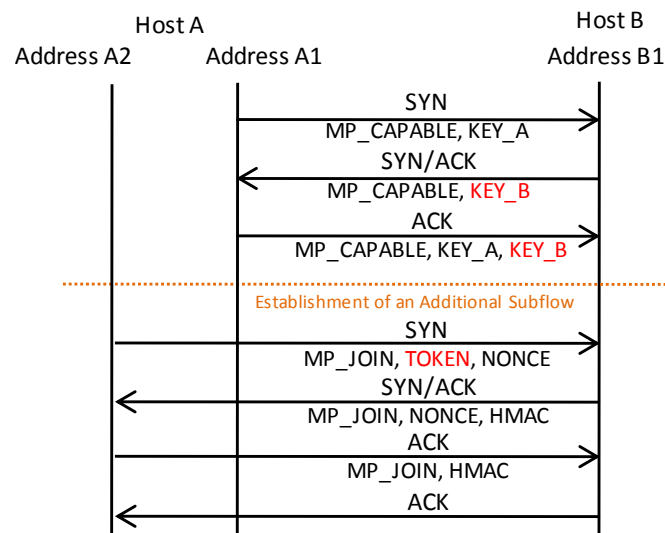 Host A
Host B
Address A2
Address A1
Address B1
SYN
MP_CAPABLE, KEY_A
SYN/ACK
MP_CAPABLE, KEY_B
ACK
MP_CAPABLE, KEY_A, KEY_B
Establishment of an Additional Subflow
SYN
MP_JOIN, TOKEN, NONCE
SYN/ACK
MP_JOIN, NONCE, HMAC
ACK
MP_JOIN, HMAC
ACK